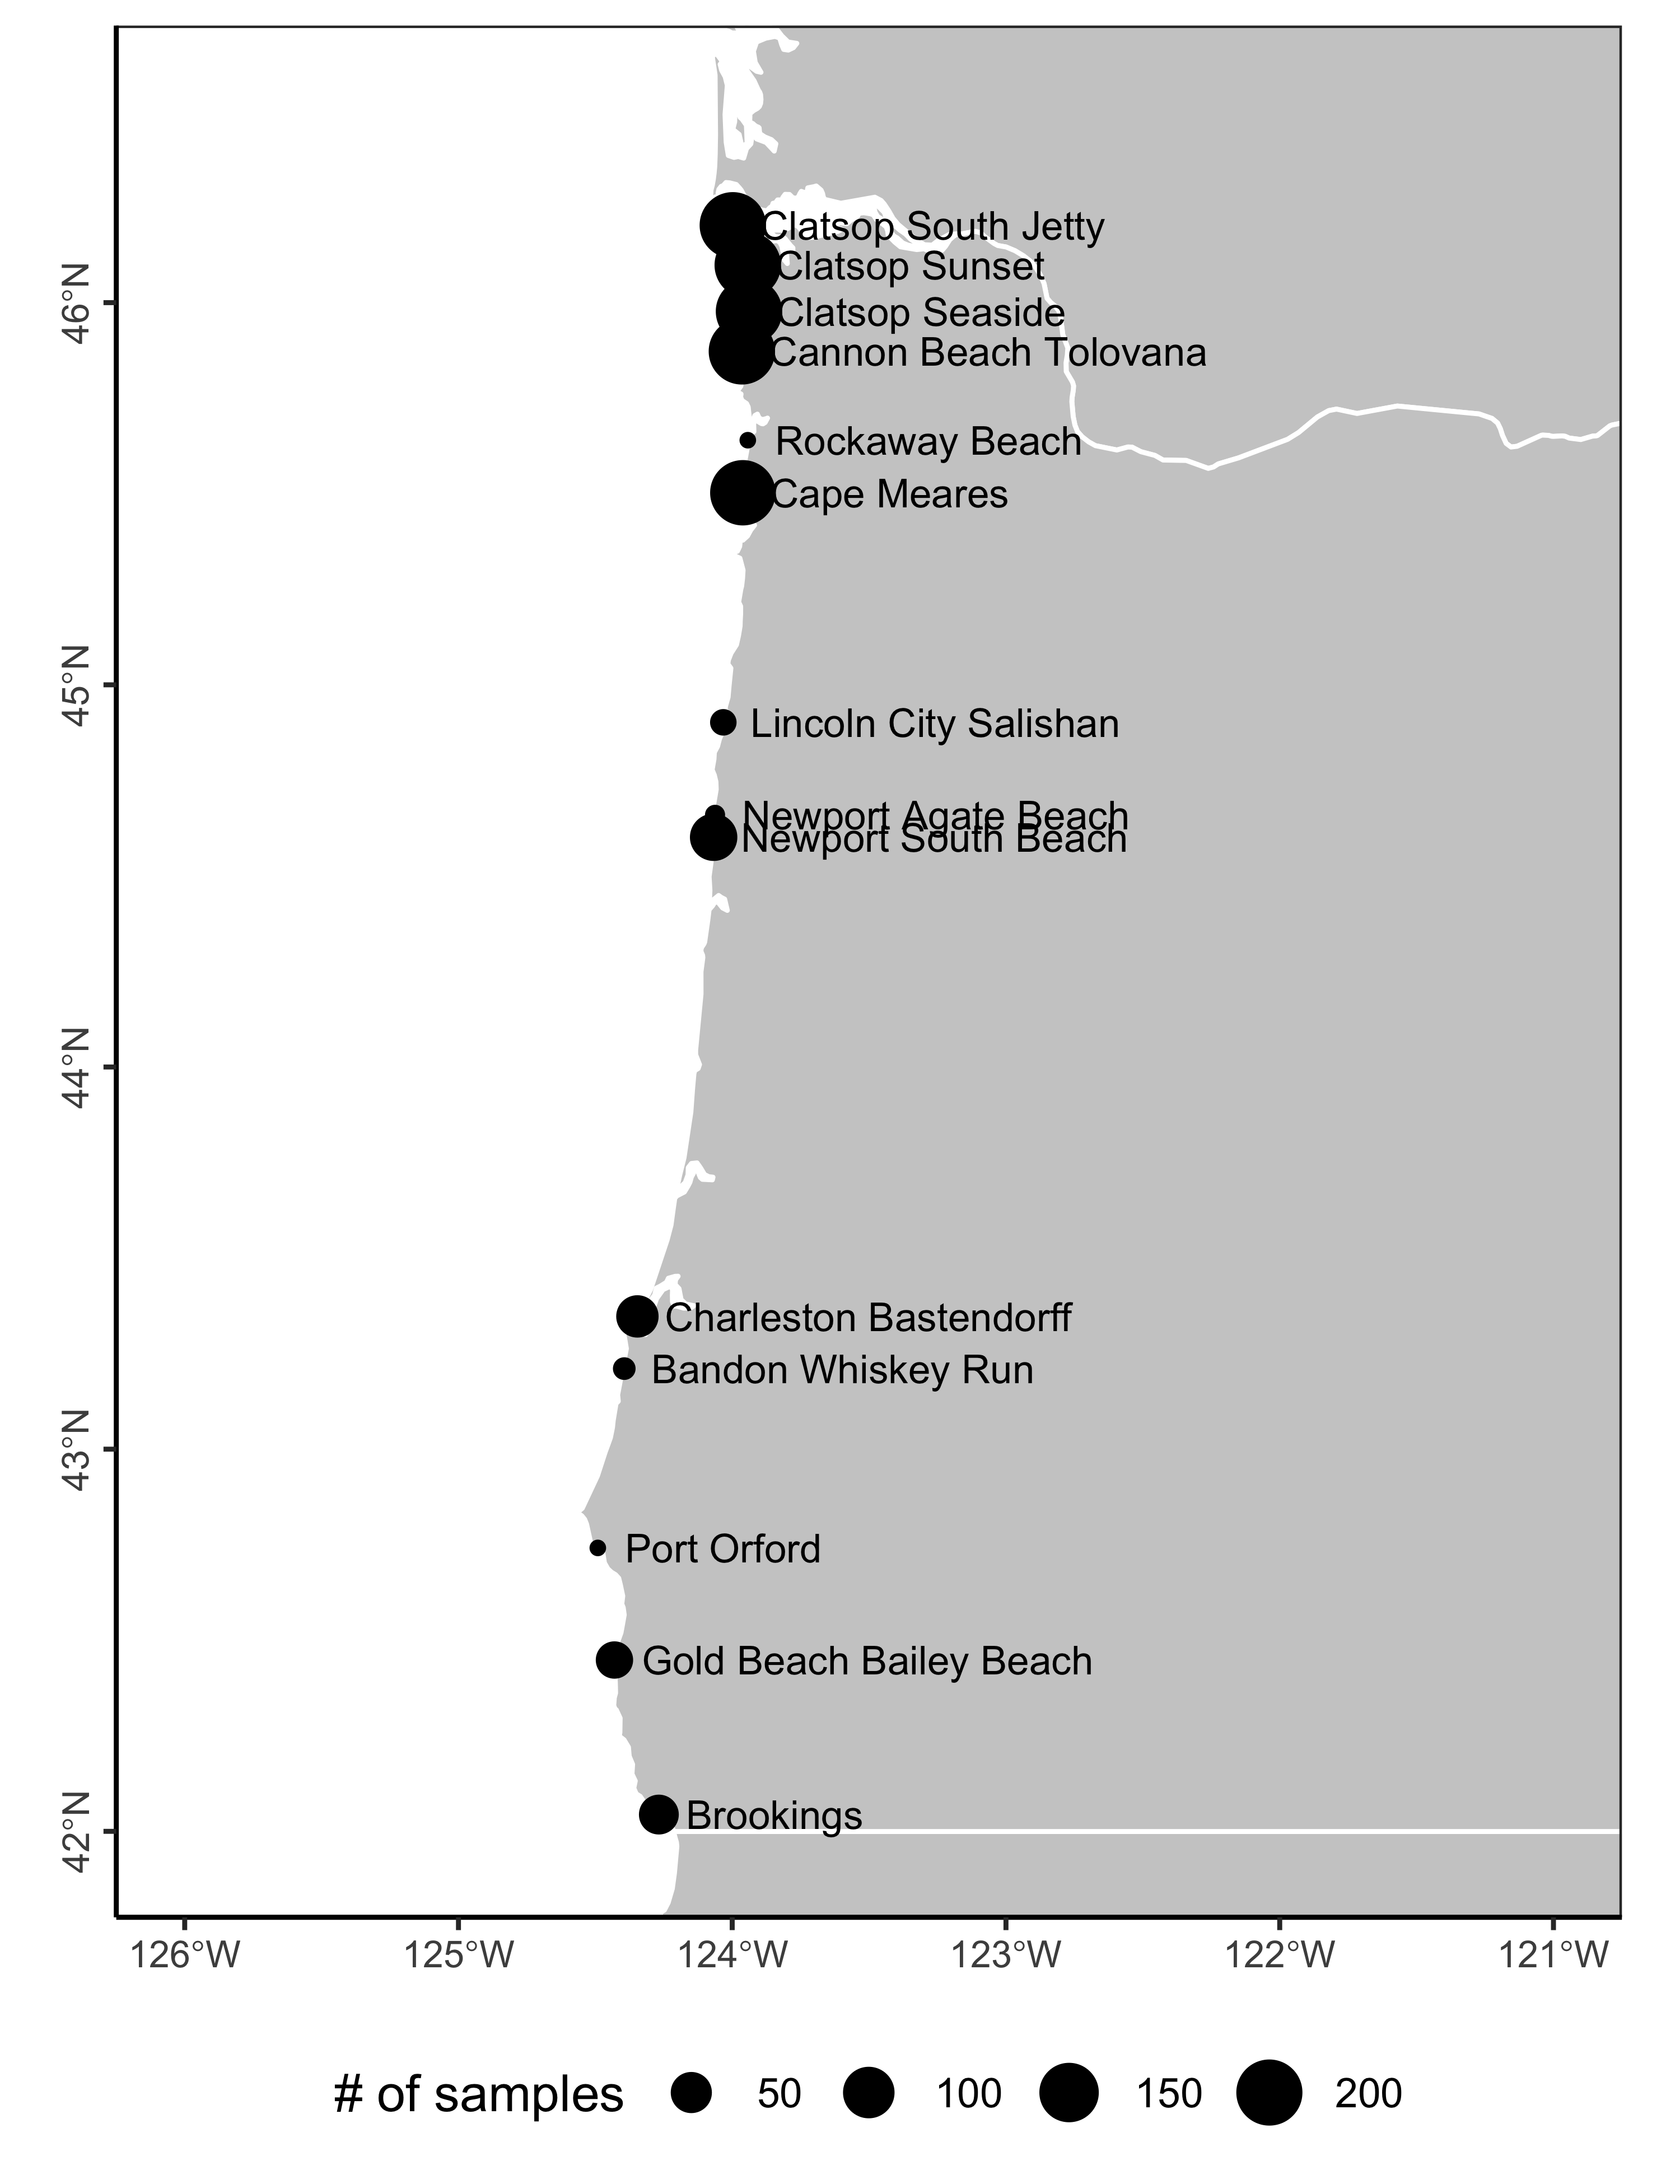 Clatsop South Jetty
Clatsop Sunset
46°N
Clatsop Seaside
Cannon Beach Tolovana
Rockaway Beach
Cape Meares
45°N
Lincoln City Salishan
Newport Agate Beach
Newport South Beach
44°N
Charleston Bastendorff
Bandon Whiskey Run
43°N
Port Orford
Gold Beach Bailey Beach
Brookings
42°N
126°W 125°W 124°W 123°W 122°W 121°W
# of samples 50 100 150 200